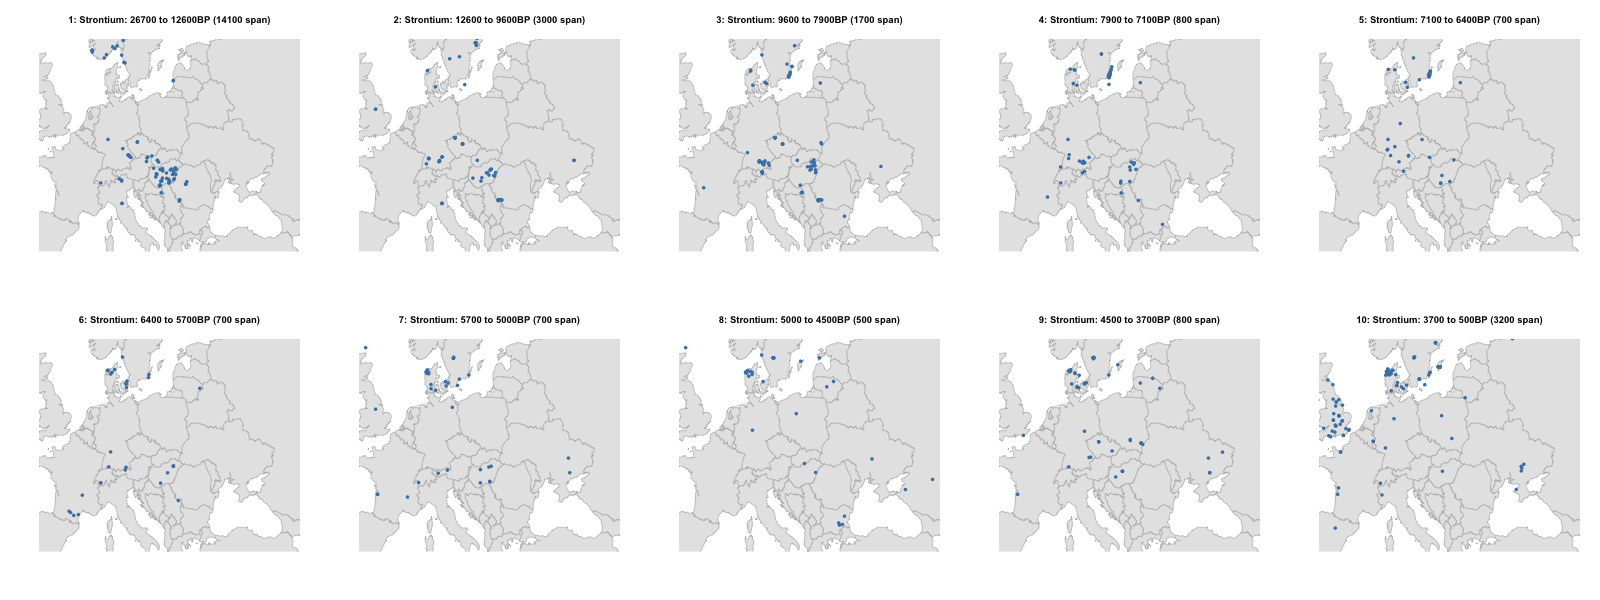 1: Strontium: 26700 to 12600BP (14100 span)
2: Strontium: 12600 to 9600BP (3000 span)
3: Strontium: 9600 to 7900BP (1700 span)
4: Strontium: 7900 to 7100BP (800 span)
5: Strontium: 7100 to 6400BP (700 span)
6: Strontium: 6400 to 5700BP (700 span)
7: Strontium: 5700 to 5000BP (700 span)
8: Strontium: 5000 to 4500BP (500 span)
9: Strontium: 4500 to 3700BP (800 span)
10: Strontium: 3700 to 500BP (3200 span)